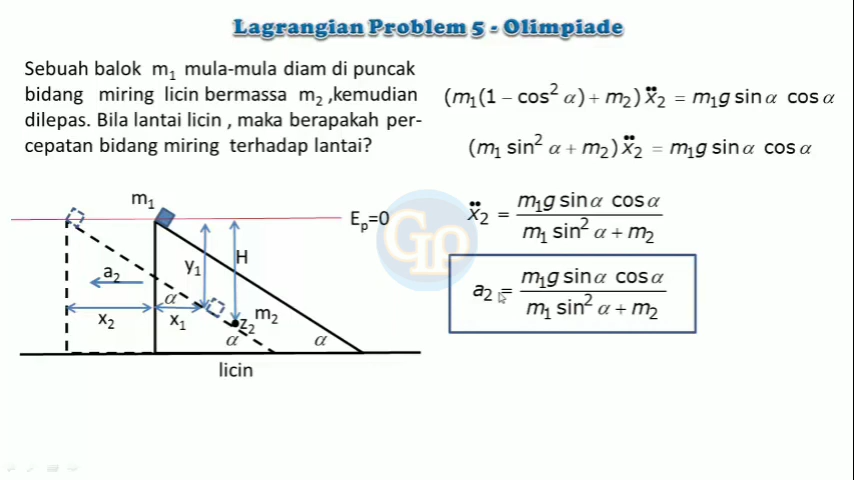 Lagrangian Problem 5 - Olimpiade
Sebuah balok m₁ mula-mula diam di puncak
bidang miring licin bermassa m₂ ,kemudian
dilepas. Bila lantai licin , maka berapakah per-
cepatan bidang miring terhadap lantai?
(m₁(1 − cos² α) + m₂) ẍ₂ = m₁g sin α cos α
(m₁ sin² α + m₂) ẍ₂ = m₁g sin α cos α
ẍ₂ = m₁g sin α cos α / m₁ sin² α + m₂
a₂ = m₁g sin α cos α / m₁ sin² α + m₂
m₁
Eₚ=0
y₁
H
a₂
α
x₂
x₁
z₂
m₂
α
α
licin
GIP